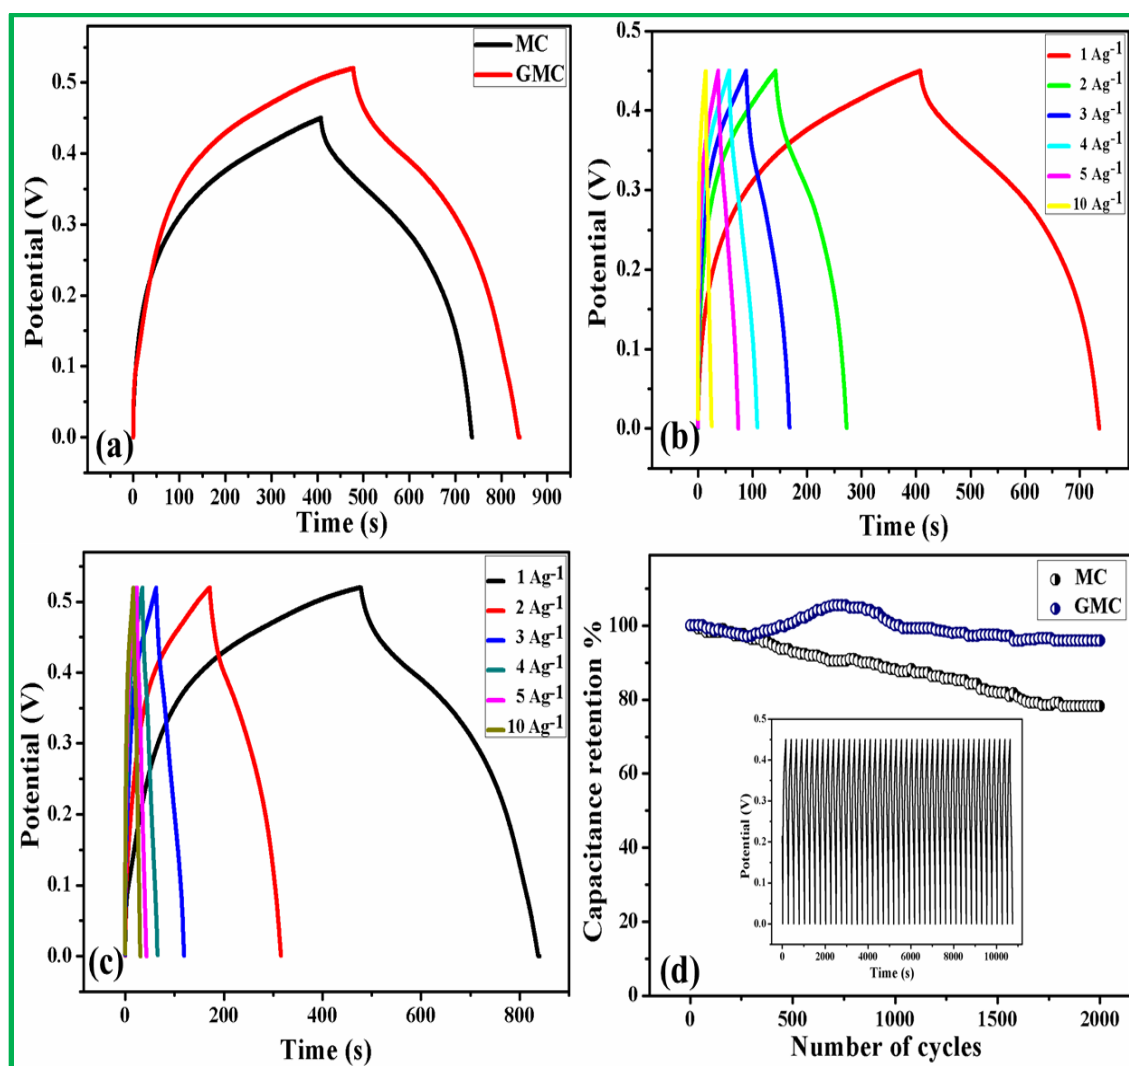 MC
GMC
0.5
0.4
0.3
0.2
0.1
0.0
Potential (V)
(a)
0 100 200 300 400 500 600 700 800 900
Time (s)
1 Ag-1
2 Ag-1
3 Ag-1
4 Ag-1
5 Ag-1
10 Ag-1
0.5
0.4
0.3
0.2
0.1
0.0
Potential (V)
(b)
0 100 200 300 400 500 600 700
Time (s)
1 Ag-1
2 Ag-1
3 Ag-1
4 Ag-1
5 Ag-1
10 Ag-1
0.5
0.4
0.3
0.2
0.1
0.0
Potential (V)
(c)
0 200 400 600 800
Time (s)
MC
GMC
100
80
60
40
20
0
Capacitance retention %
0.5
0.4
0.3
0.2
0.1
0.0
Potential (V)
0 2000 4000 6000 8000 10000
Time (s)
(d)
0 500 1000 1500 2000
Number of cycles